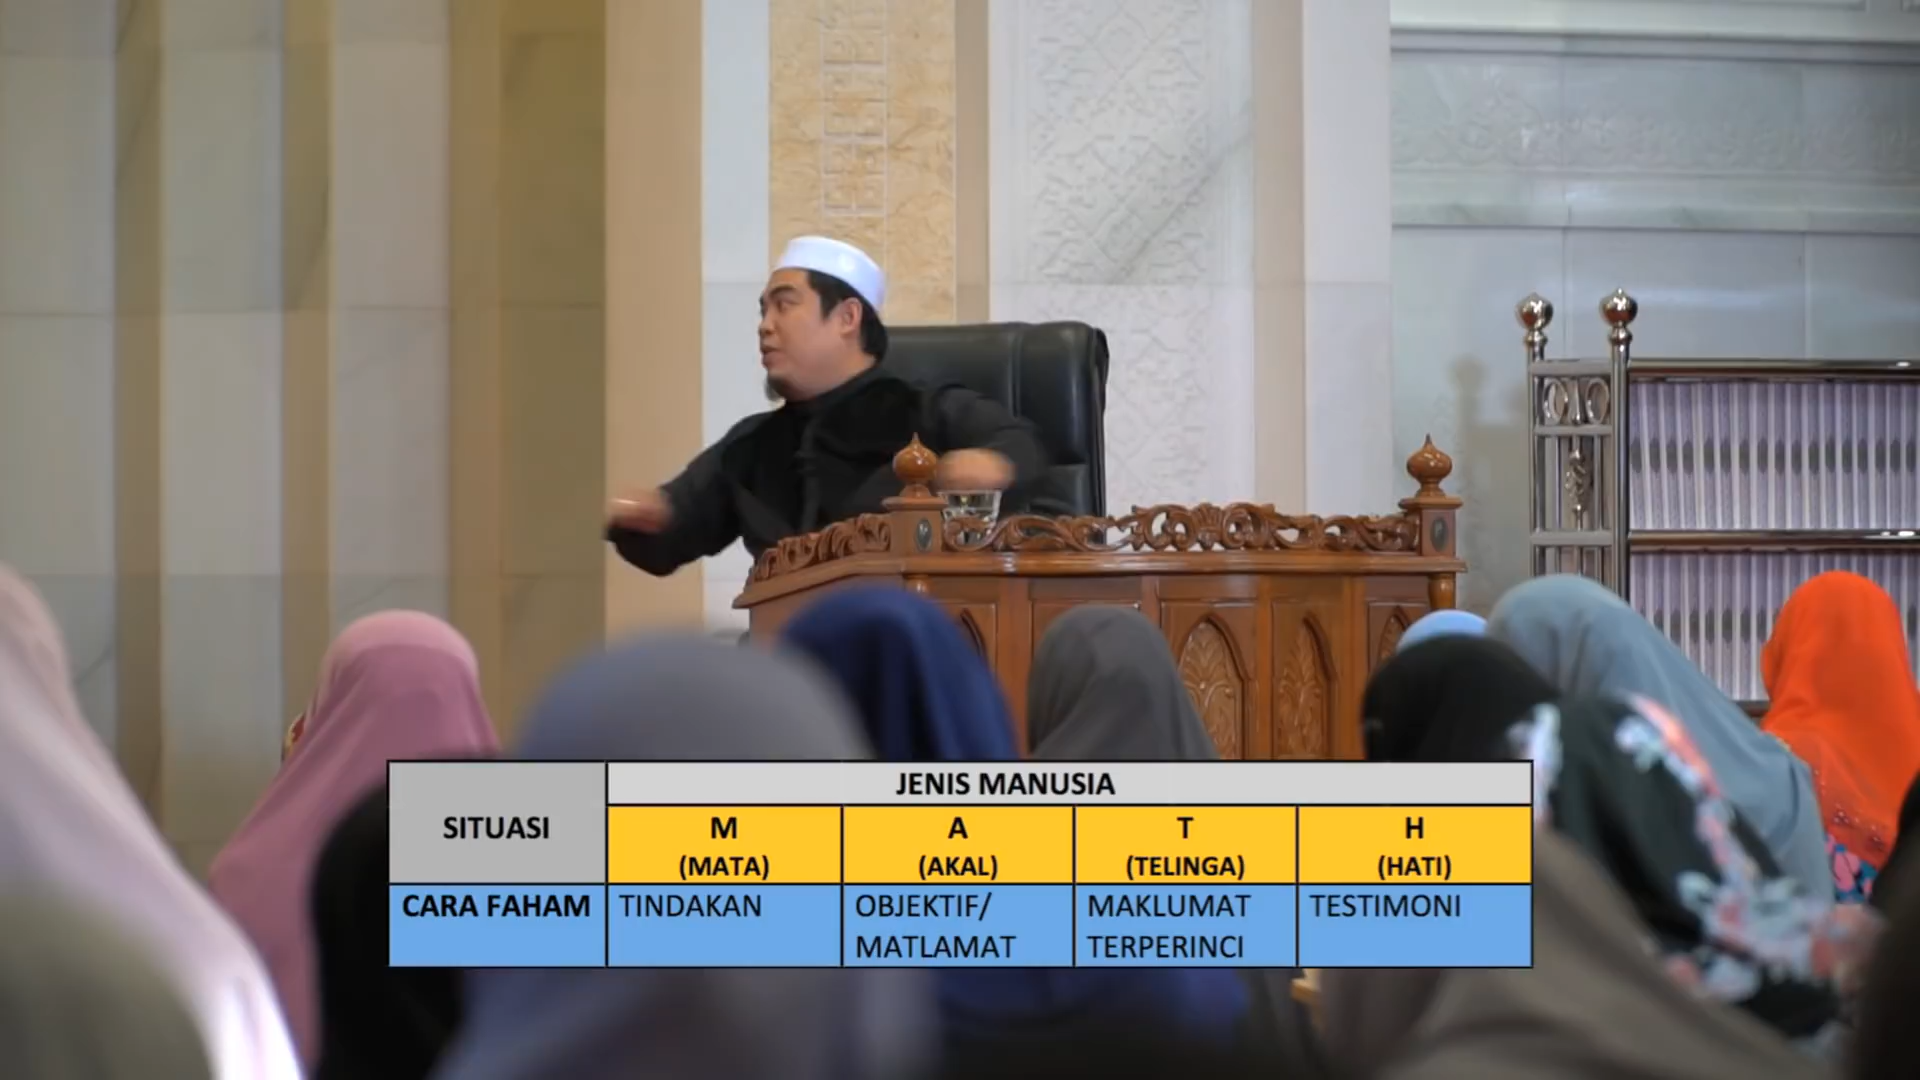 SITUASI
JENIS MANUSIA
M
(MATA)
A
(AKAL)
T
(TELINGA)
H
(HATI)
CARA FAHAM
TINDAKAN
OBJEKTIF/
MATLAMAT
MAKLUMAT
TERPERINCI
TESTIMONI